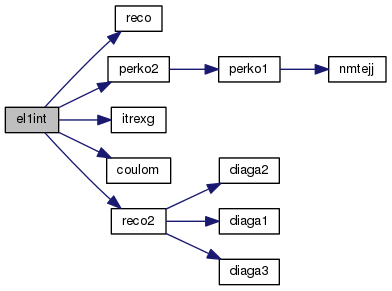 reco
perko2
perko1
nmtejj
el1int
itrexg
coulom
diaga2
reco2
diaga1
diaga3